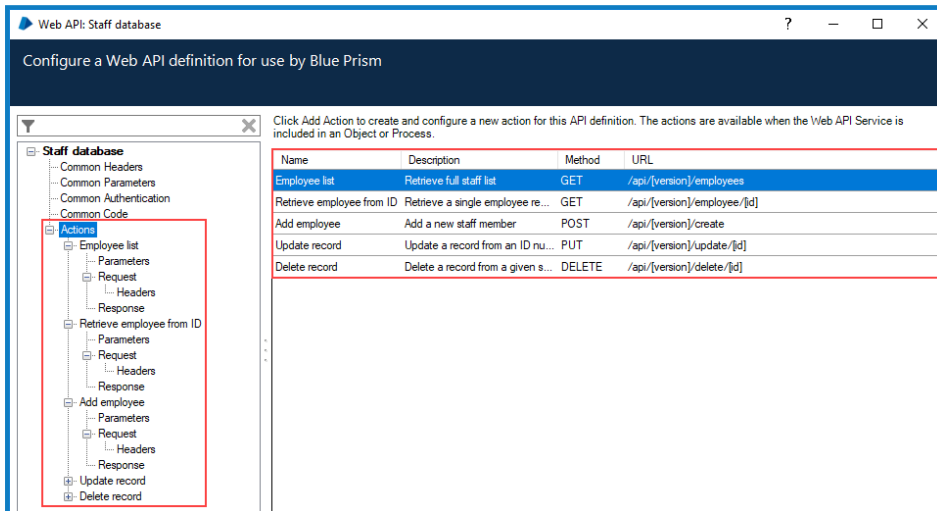 Web API: Staff database
Configure a Web API definition for use by Blue Prism
Click Add Action to create and configure a new action for this API definition. The actions are available when the Web API Service is
included in an Object or Process.
Staff database
Common Headers
Common Parameters
Common Authentication
Common Code
Actions
Employee list
Parameters
Request
Headers
Response
Retrieve employee from ID
Parameters
Request
Headers
Response
Add employee
Parameters
Request
Headers
Response
Update record
Delete record
Name Description Method URL
Employee list Retrieve full staff list GET /api/[version]/employees
Retrieve employee from ID Retrieve a single employee re... GET /api/[version]/employee/[id]
Add employee Add a new staff member POST /api/[version]/create
Update record Update a record from an ID nu... PUT /api/[version]/update/[id]
Delete record Delete a record from a given s... DELETE /api/[version]/delete/[id]